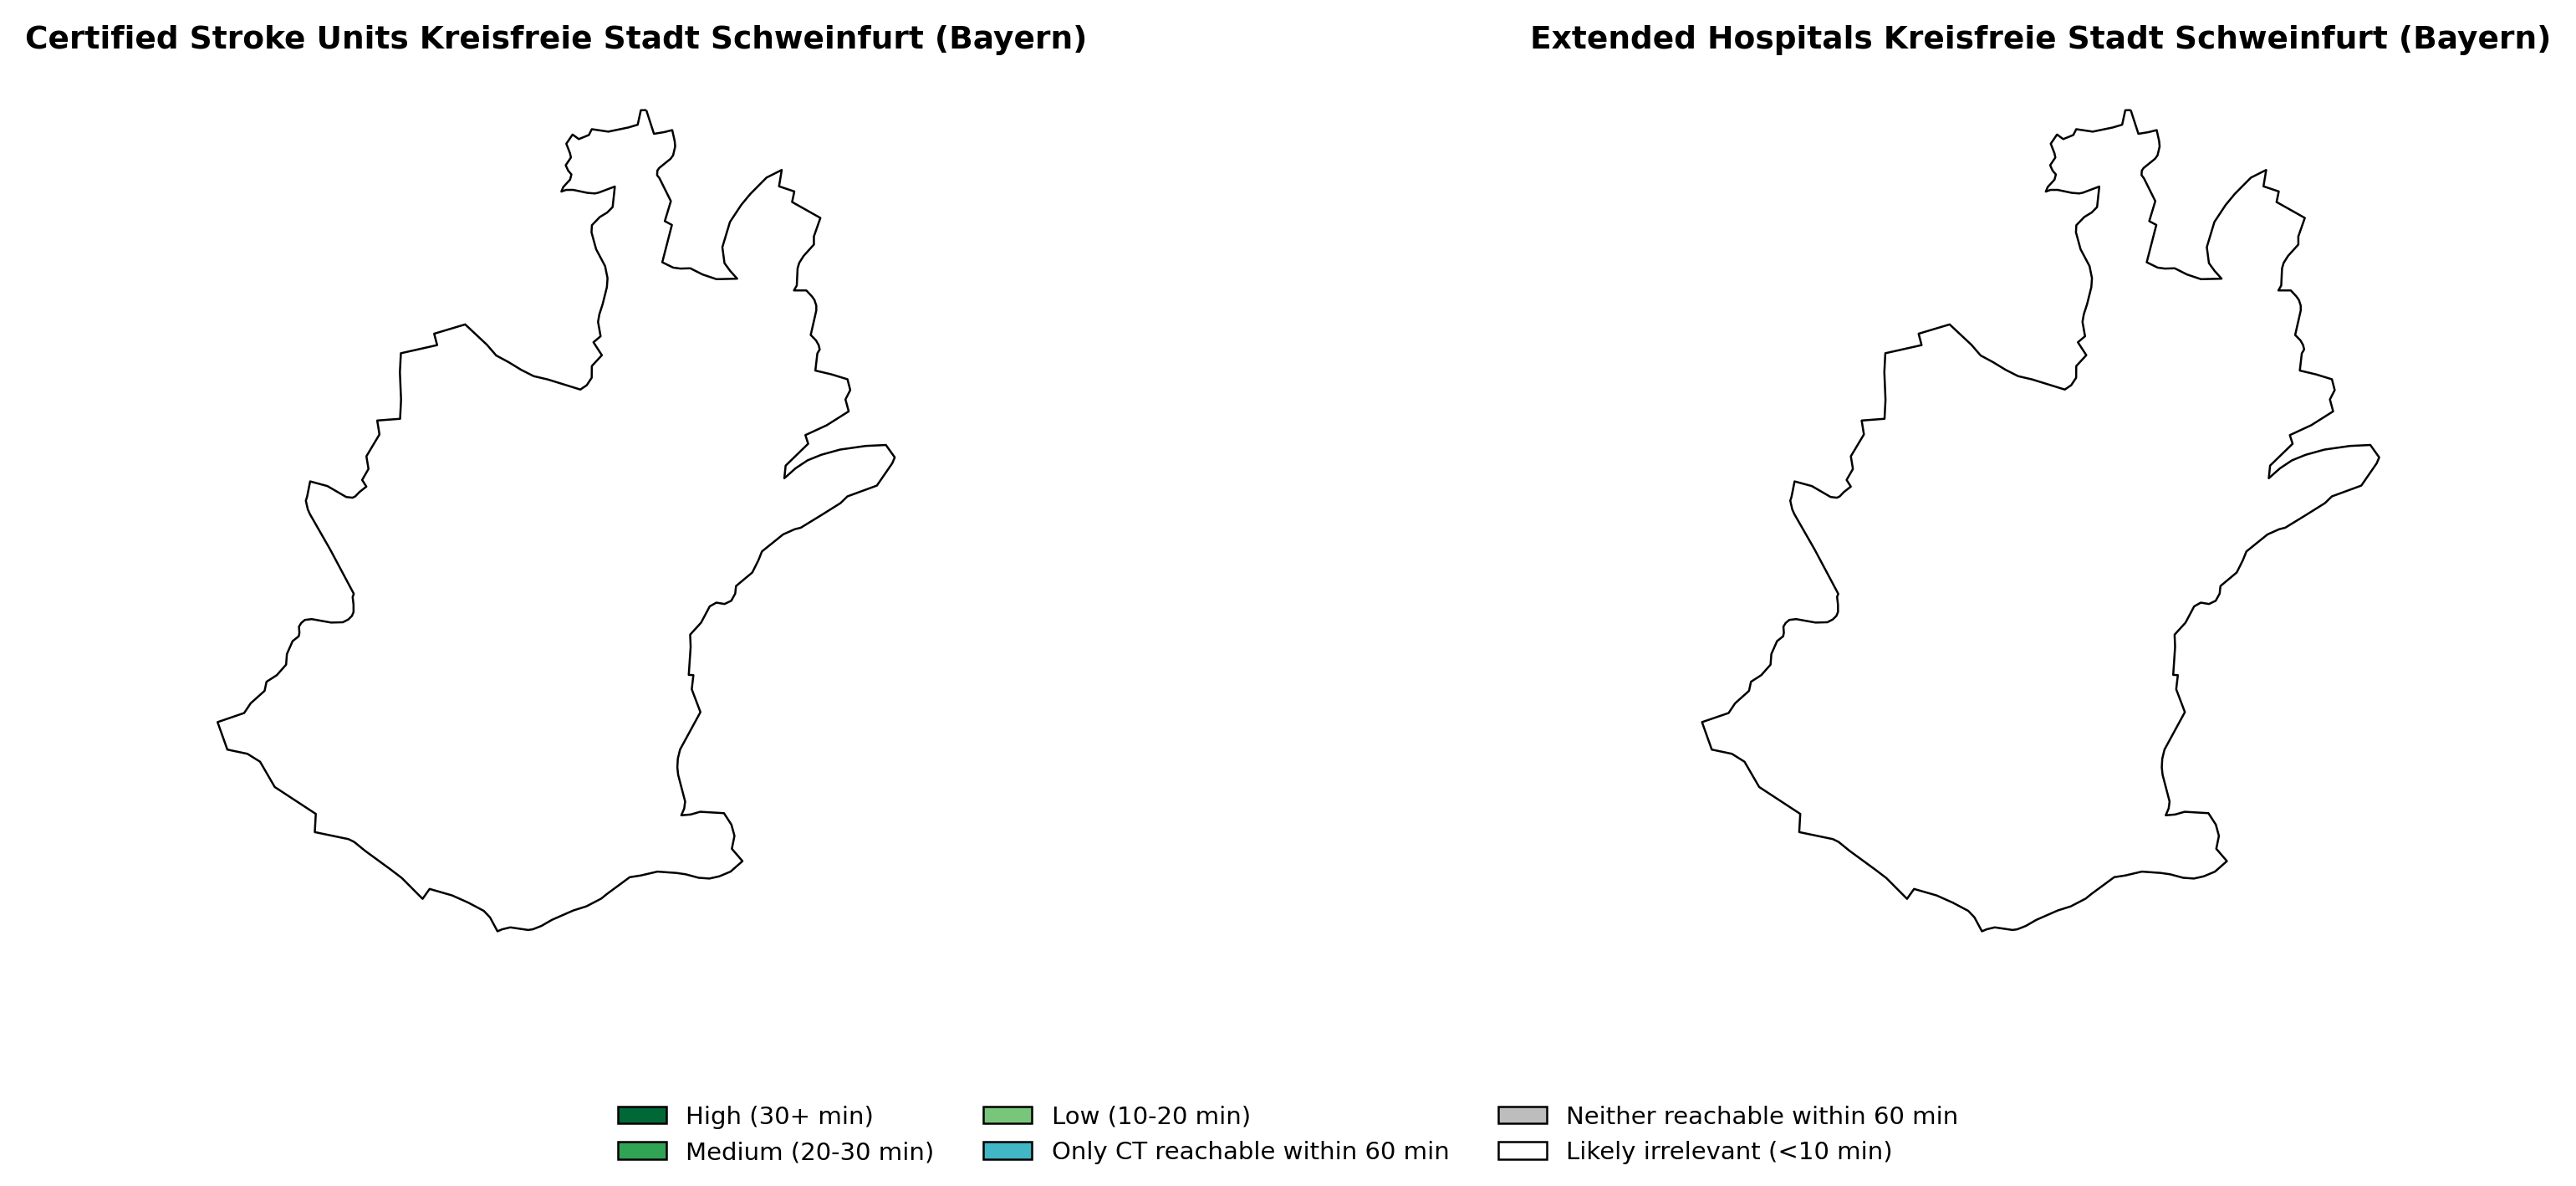 Certified Stroke Units Kreisfreie Stadt Schweinfurt (Bayern)
Extended Hospitals Kreisfreie Stadt Schweinfurt (Bayern)
High (30+ min)
Medium (20-30 min)
Low (10-20 min)
Only CT reachable within 60 min
Neither reachable within 60 min
Likely irrelevant (<10 min)